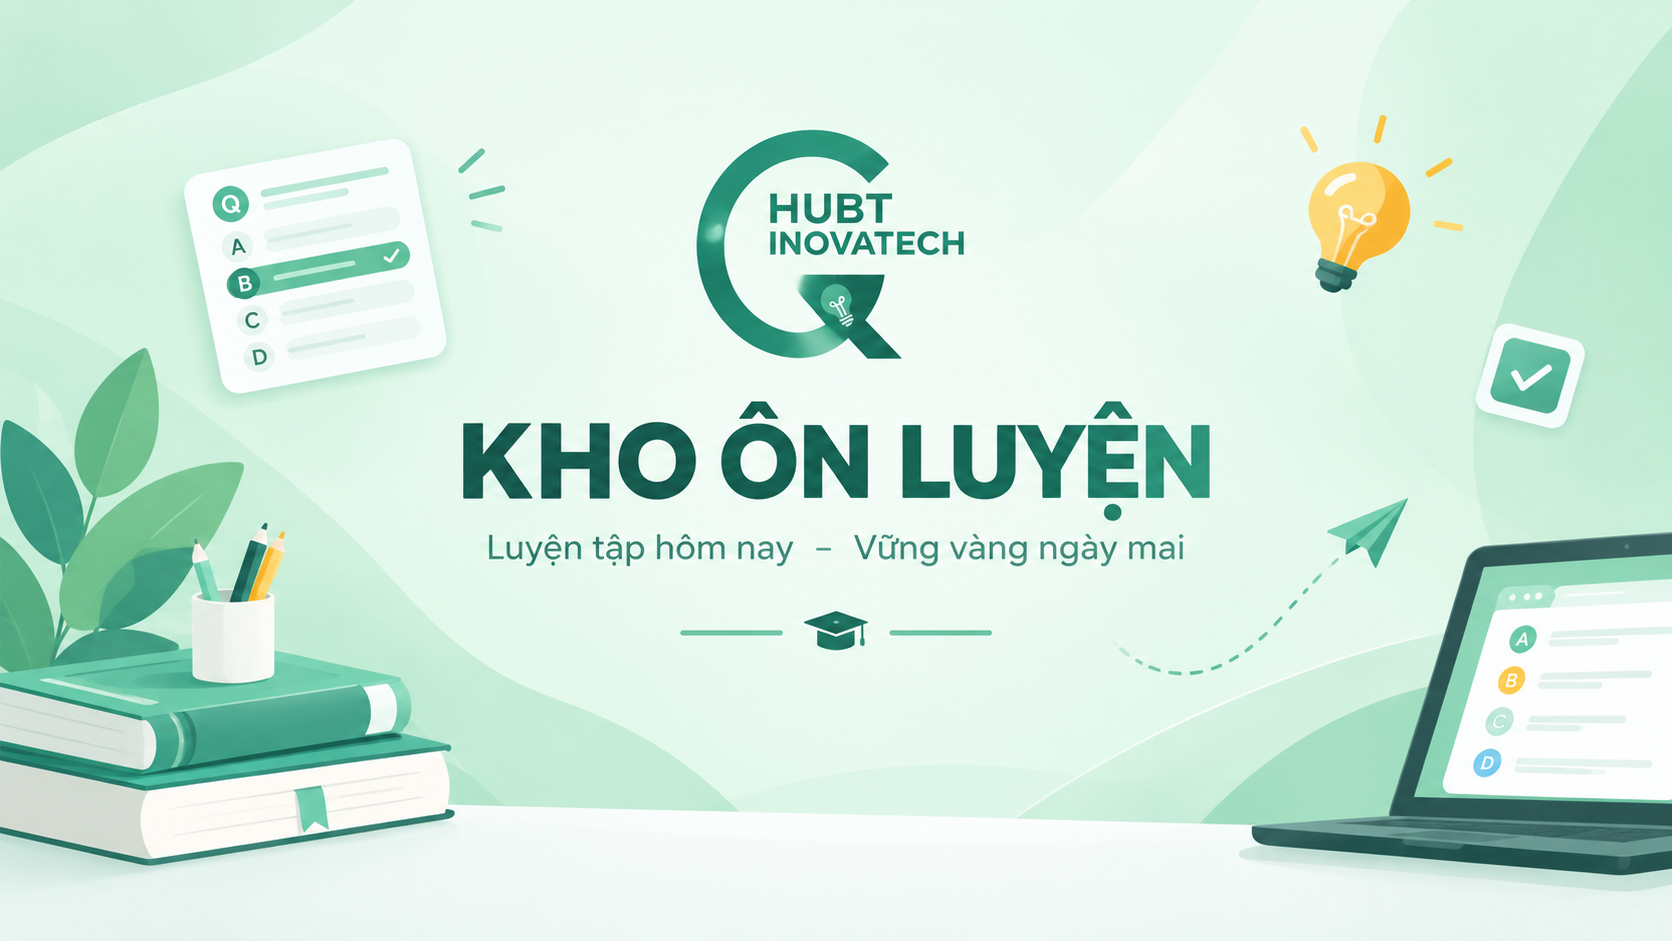 HUBT
INOVATECH
Q
A
B
C
D
KHO ÔN LUYỆN
Luyện tập hôm nay – Vững vàng ngày mai
A
B
C
D